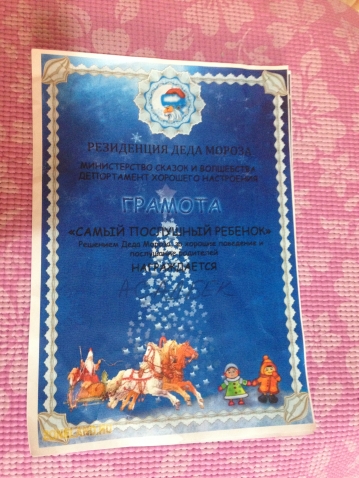 РЕЗИДЕНЦИЯ ДЕДА МОРОЗА
МИНИСТЕРСТВО СКАЗОК И ВОЛШЕБСТВА
ДЕПОРТАМЕНТ ХОРОШЕГО НАСТРОЕНИЯ
ГРАМОТА
«САМЫЙ ПОСЛУШНЫЙ РЕБЕНОК»
Решением Деда Мороза за хорошее поведение и
послушание родителей
НАГРАЖДАЕТСЯ